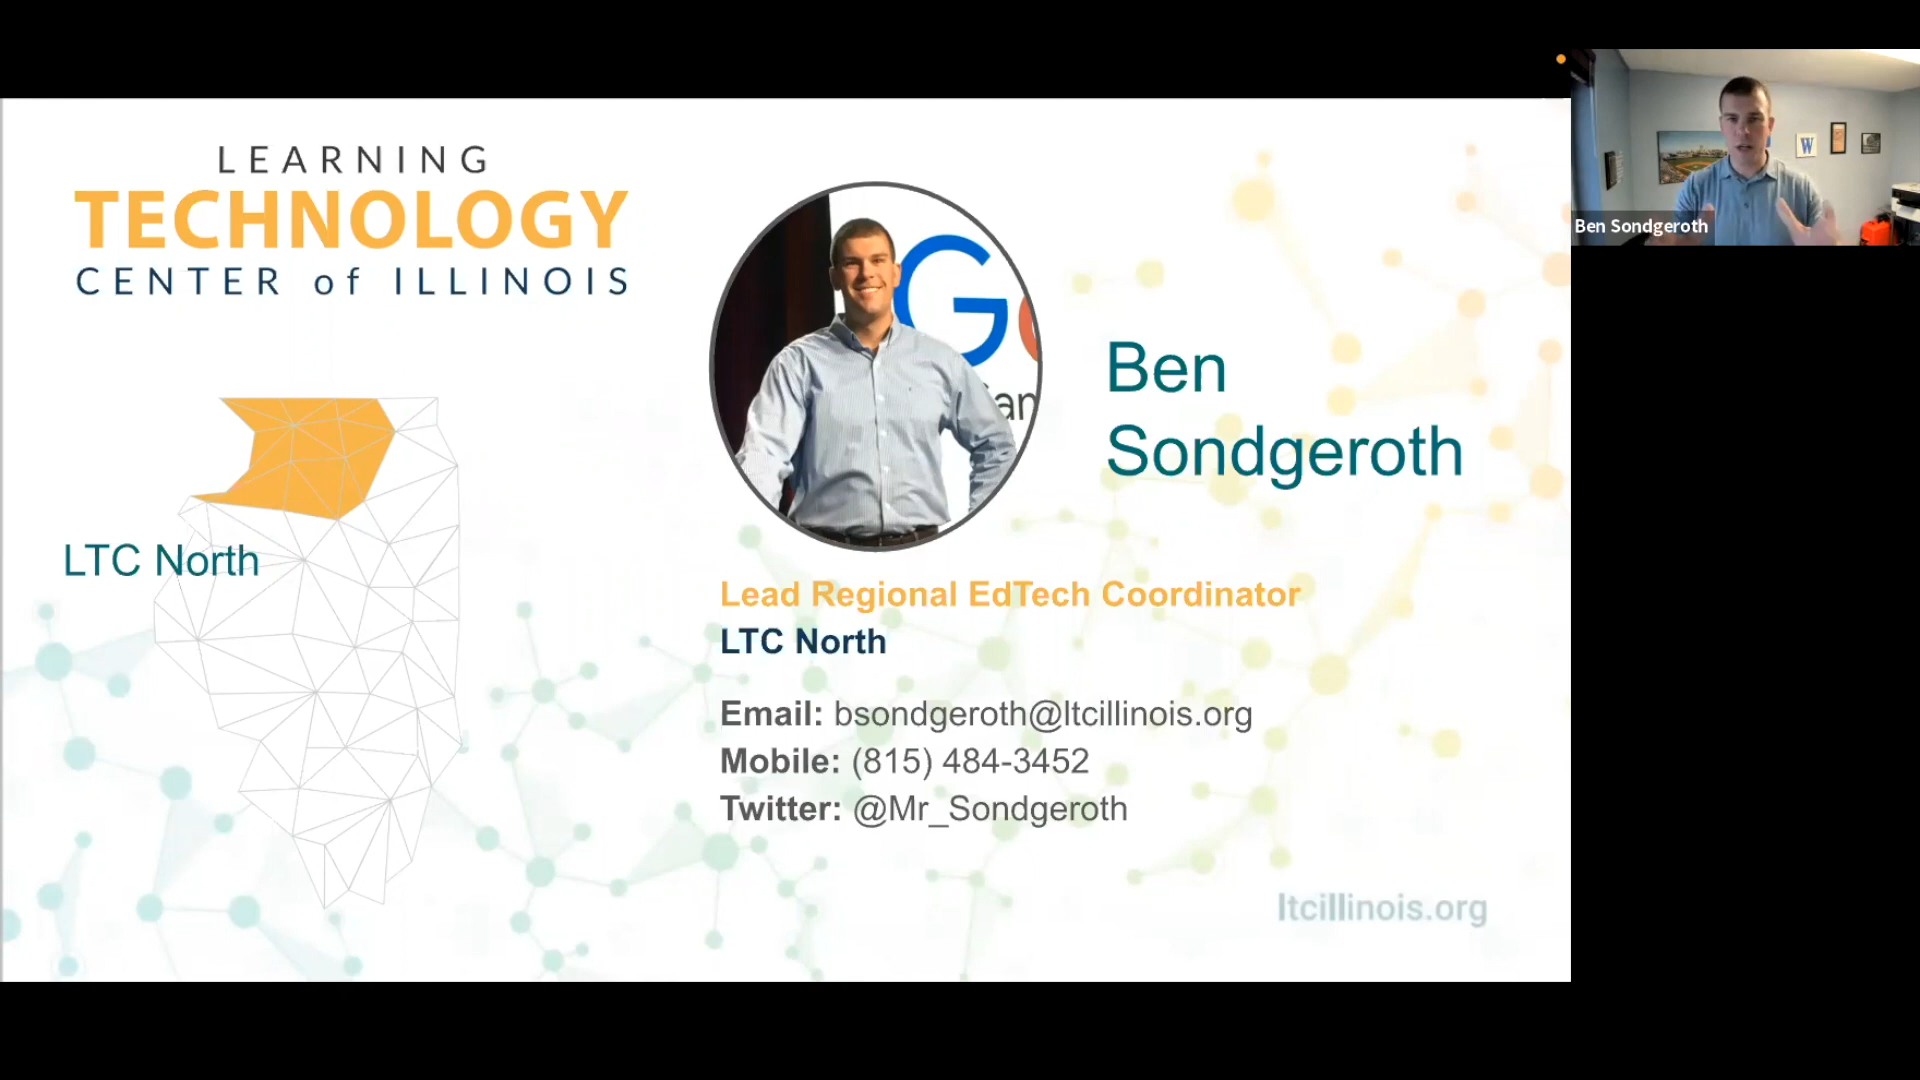 LEARNING
TECHNOLOGY
CENTER of ILLINOIS
LTC North
G
Ben
Sondgeroth
Lead Regional EdTech Coordinator
LTC North
Email: bsondgeroth@ltcillinois.org
Mobile: (815) 484-3452
Twitter: @Mr_Sondgeroth
ltcillinois.org
W
Ben Sondgeroth